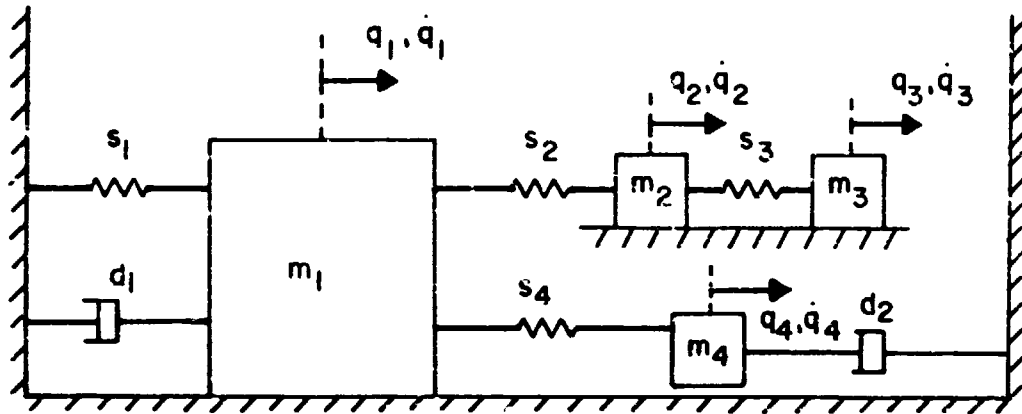 q₁, q̇₁
q₂, q̇₂
q₃, q̇₃
s₁
s₂
s₃
m₂
m₃
m₁
d₁
s₄
q₄, q̇₄
d₂
m₄